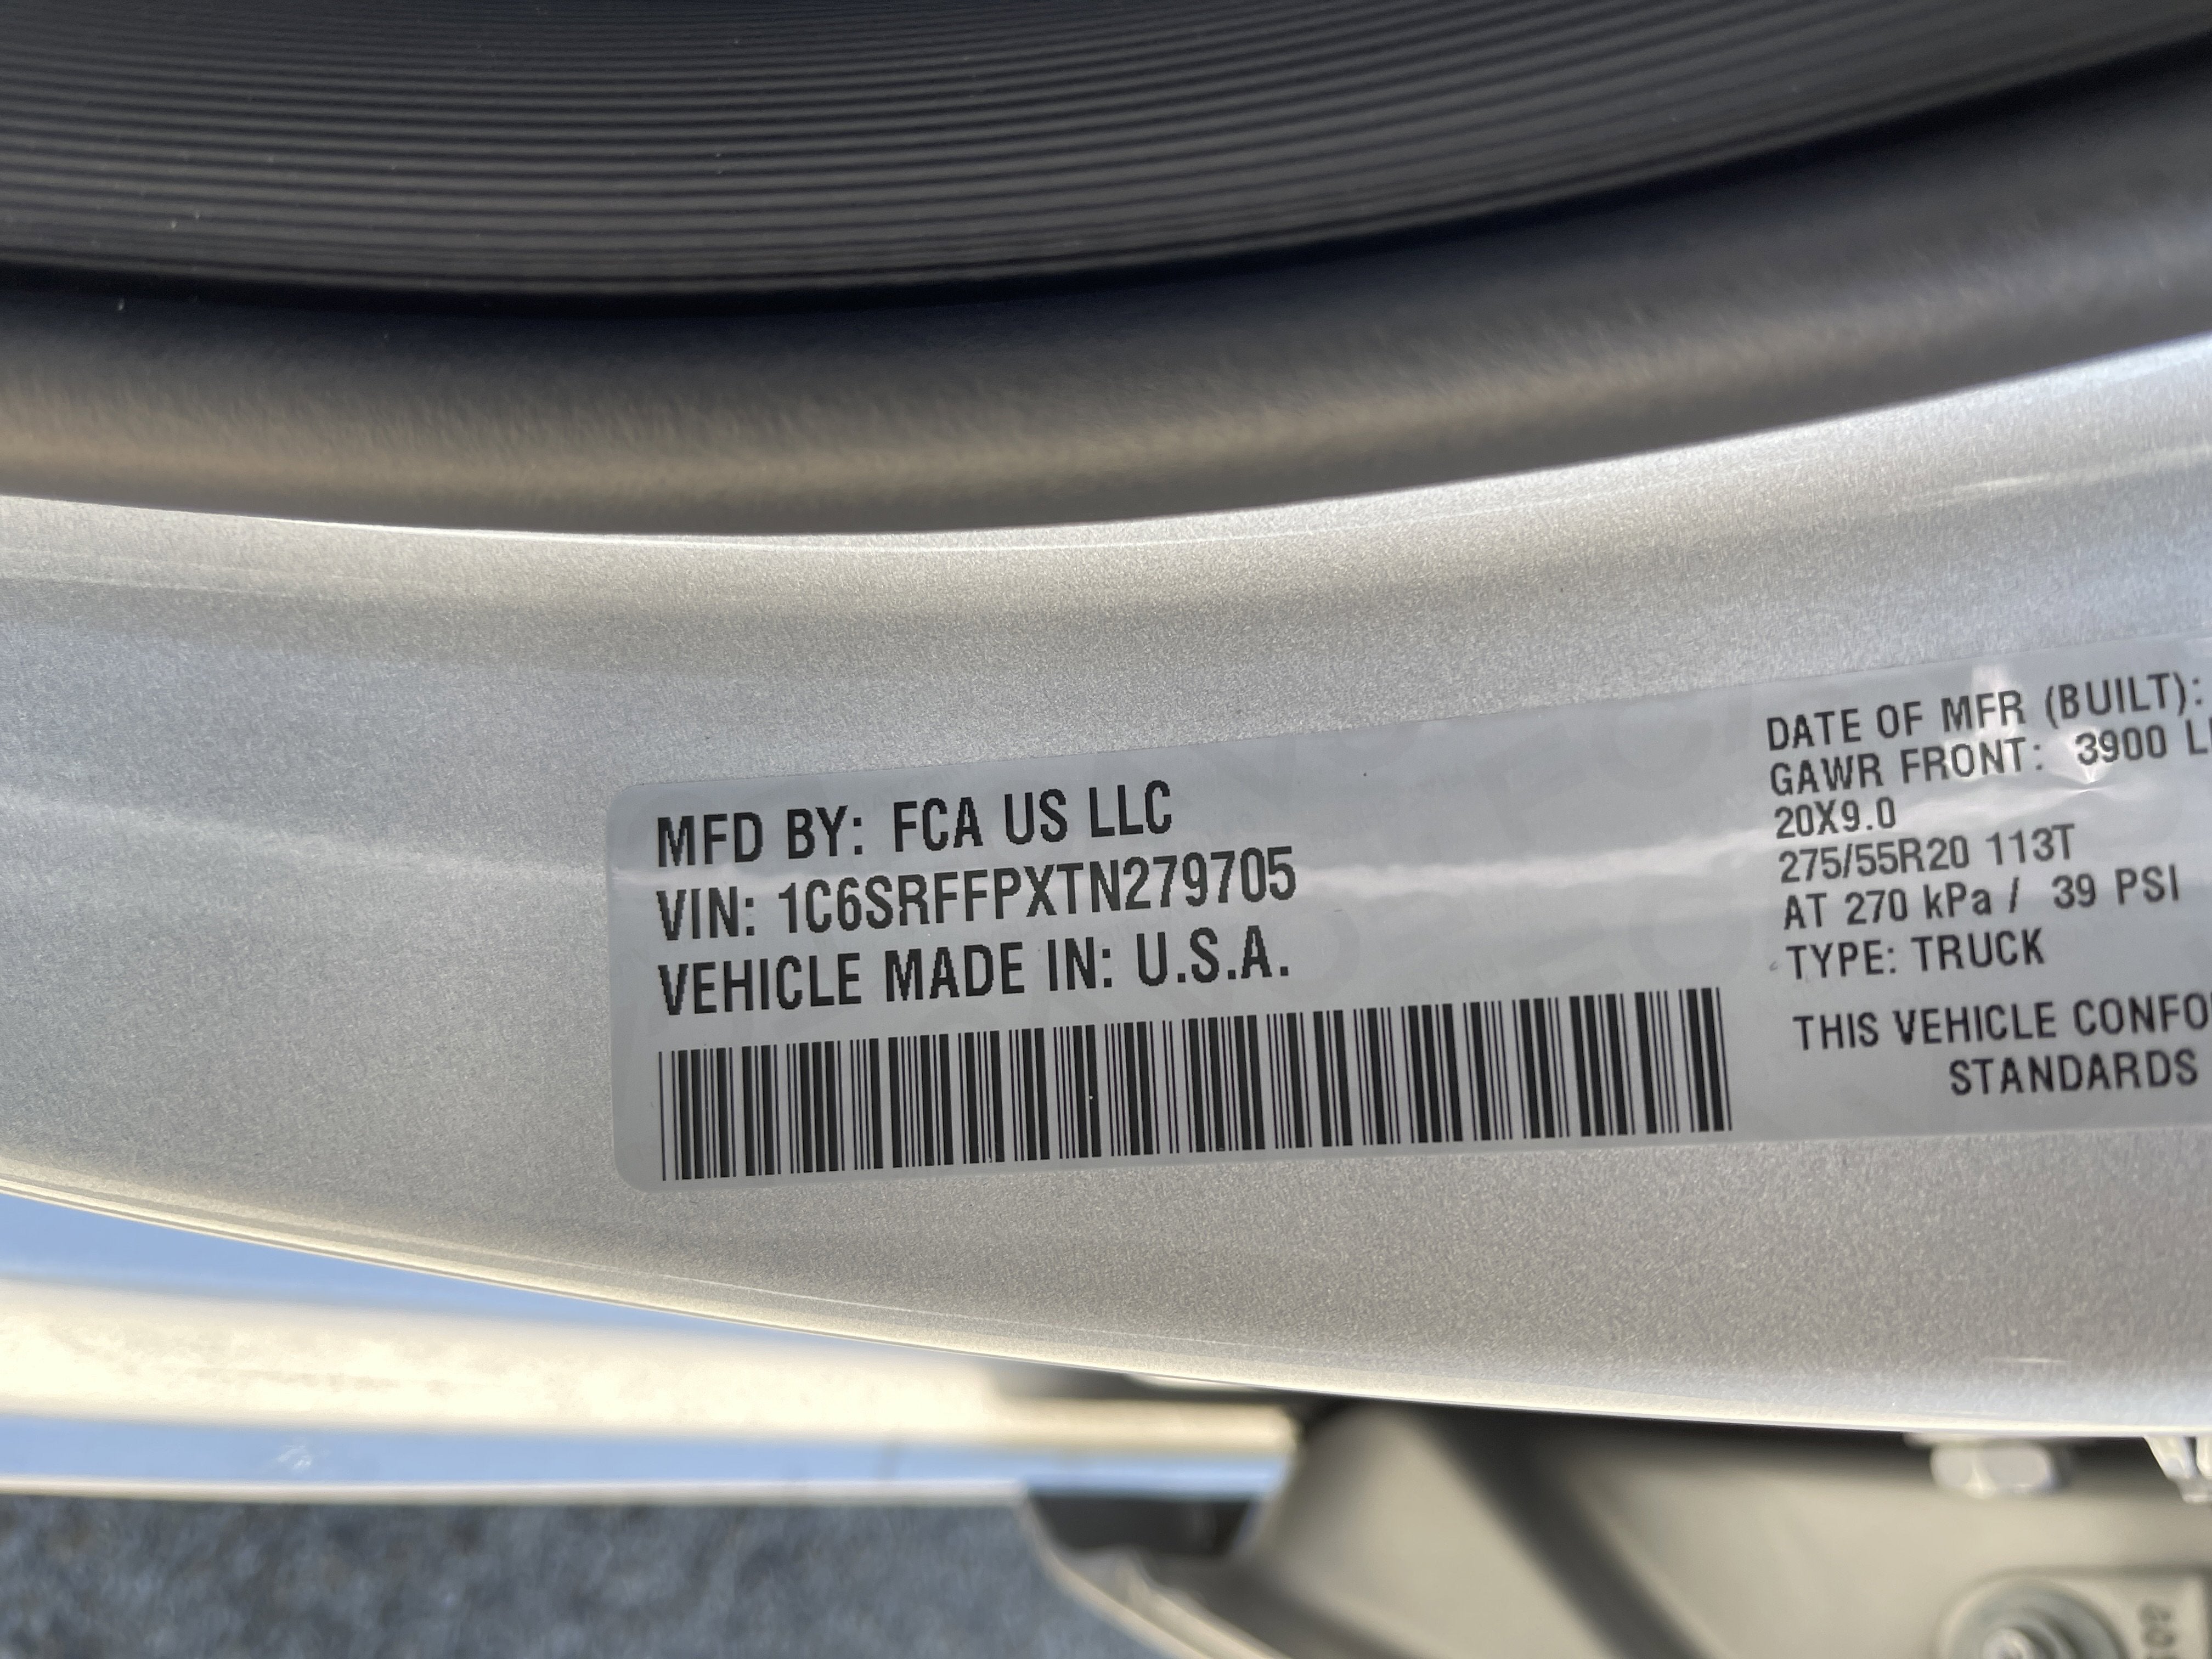 MFD BY: FCA US LLC
VIN: 1C6SRFFPXTN279705
VEHICLE MADE IN: U.S.A.
DATE OF MFR (BUILT):
GAWR FRONT: 3900
20X9.0
275/55R20 113T
AT 270 kPa / 39 PSI
TYPE: TRUCK
THIS VEHICLE
STANDARDS